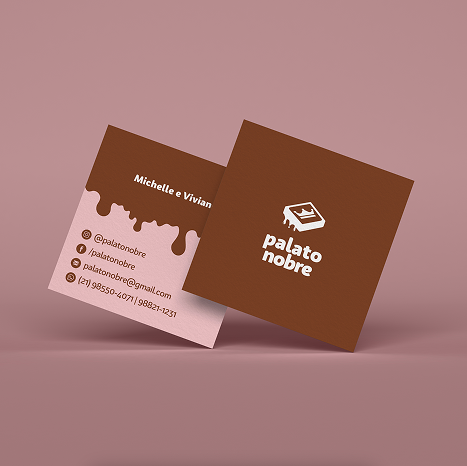 Michelle e Vivian
@palatonobre
/palatonobre
palatonobre@gmail.com
(21) 98550-4071 | 98821-1231
palato
nobre